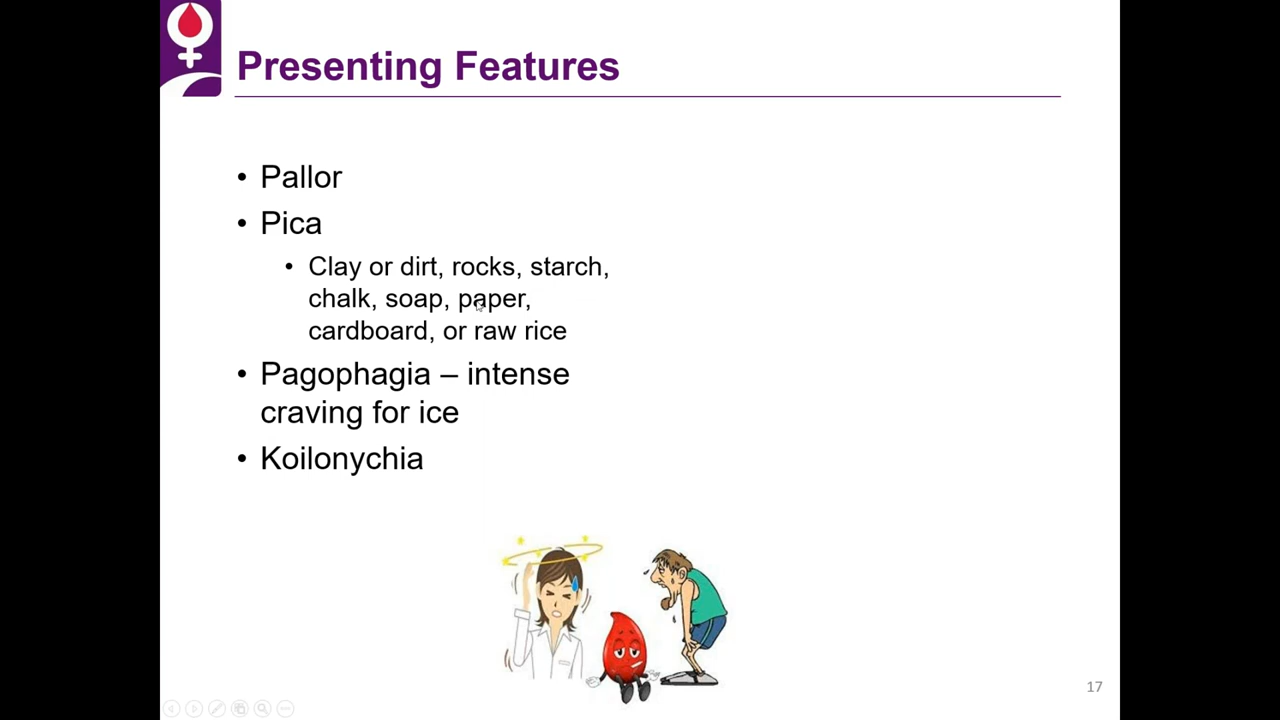 Presenting Features
• Pallor
• Pica
• Clay or dirt, rocks, starch,
chalk, soap, paper,
cardboard, or raw rice
• Pagophagia – intense
craving for ice
• Koilonychia
17